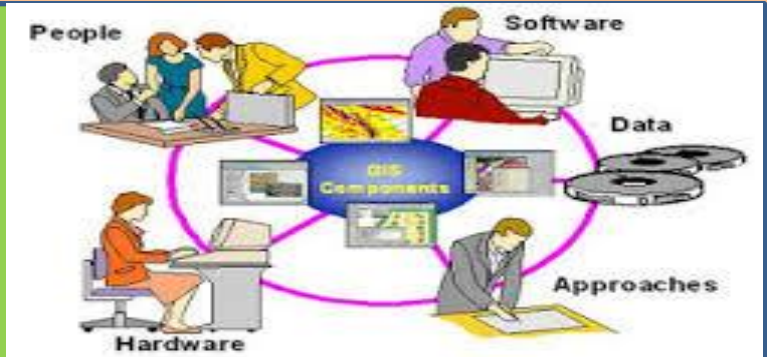 People
Software
Data
GIS
Components
Approaches
Hardware